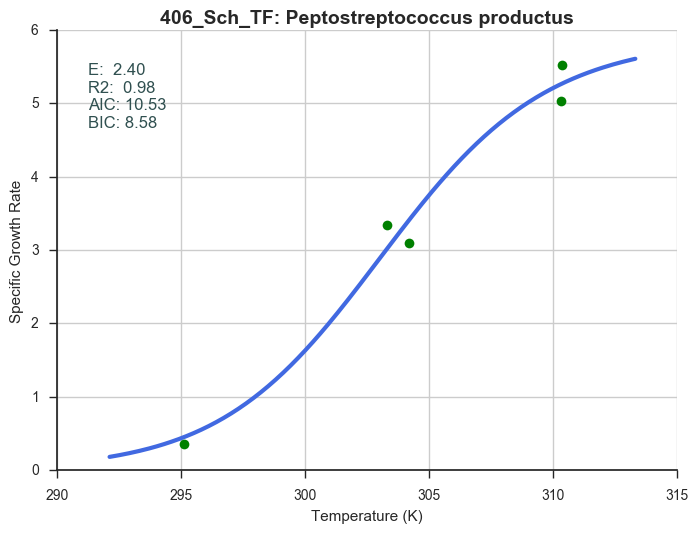 406_Sch_TF: Peptostreptococcus productus
E:  2.40
R2:  0.98
AIC: 10.53
BIC: 8.58
Specific Growth Rate
6
5
4
3
2
1
0
290 295 300 305 310 315
Temperature (K)